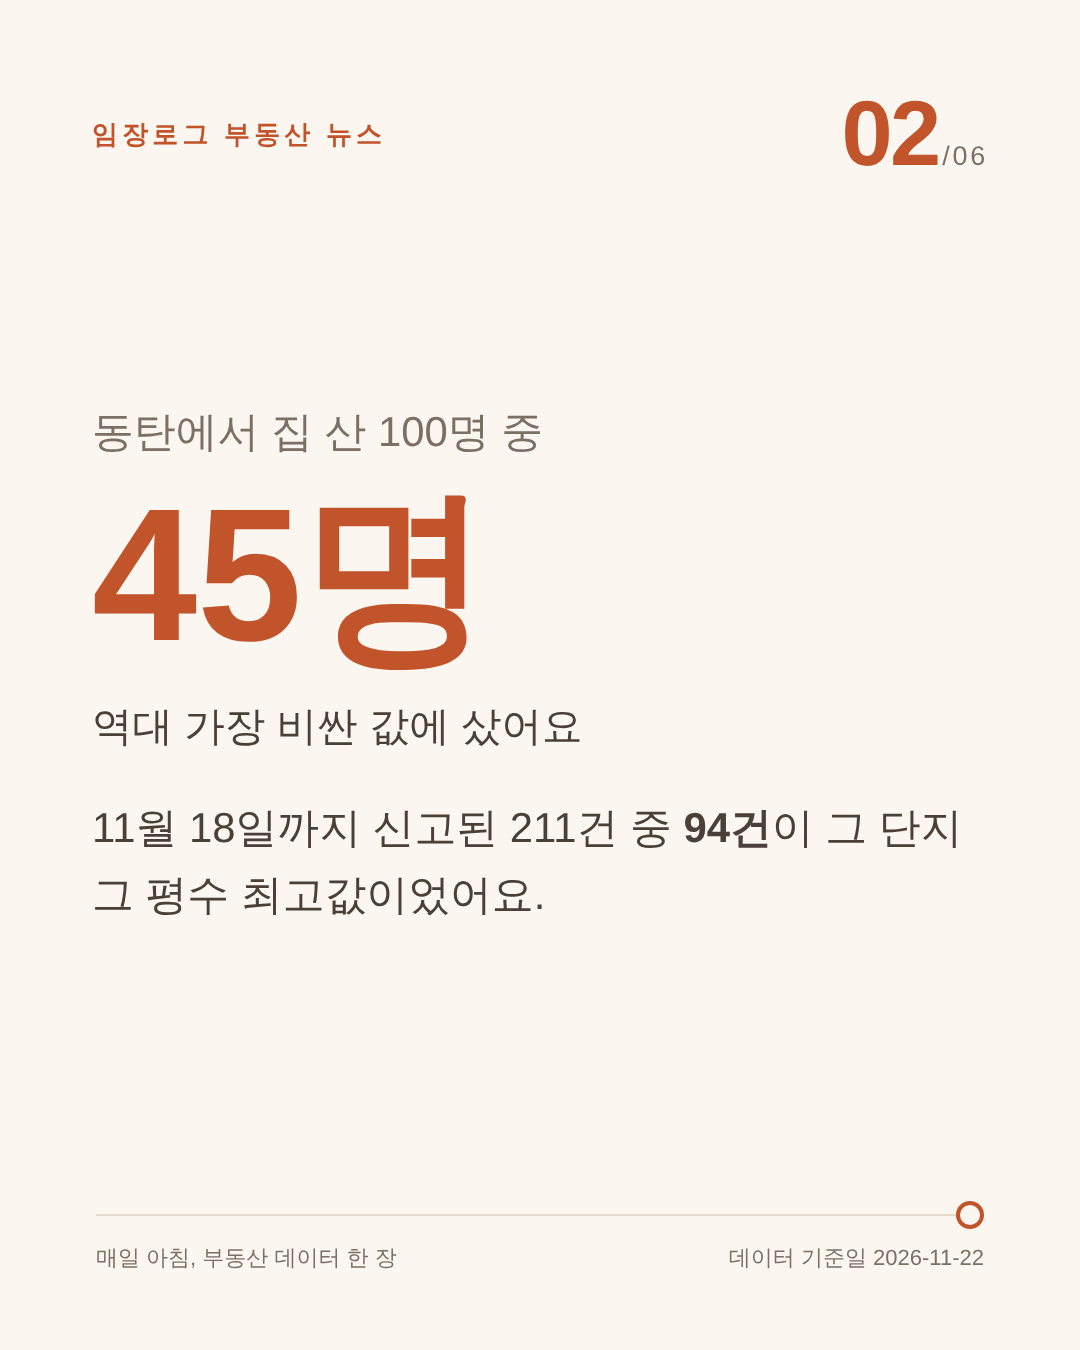 임장로그 부동산 뉴스
02/06
동탄에서 집 산 100명 중
45명
역대 가장 비싼 값에 샀어요
11월 18일까지 신고된 211건 중 94건이 그 단지
그 평수 최고값이었어요.
매일 아침, 부동산 데이터 한 장
데이터 기준일 2026-11-22